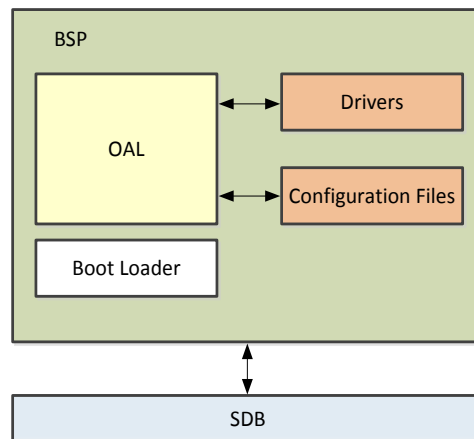 BSP
OAL
Drivers
Configuration Files
Boot Loader
SDB